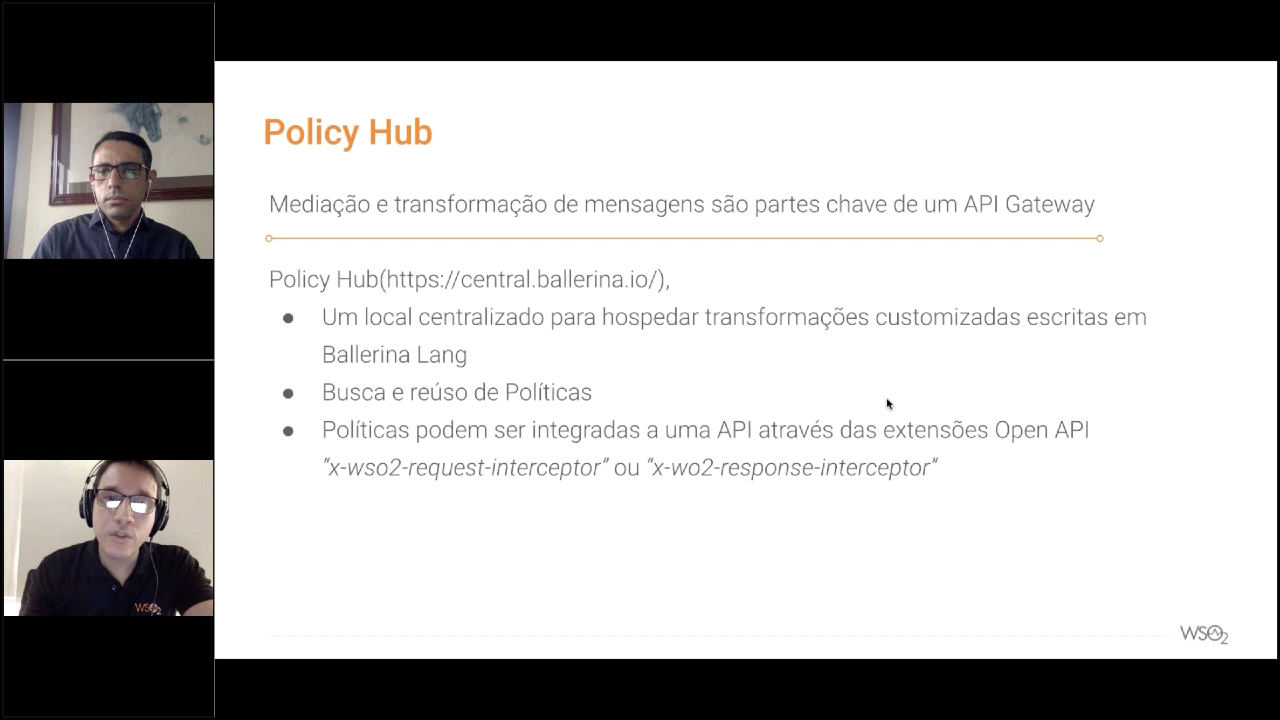 Policy Hub
Mediação e transformação de mensagens são partes chave de um API Gateway
Policy Hub(https://central.ballerina.io/),
● Um local centralizado para hospedar transformações customizadas escritas em
Ballerina Lang
● Busca e reúso de Políticas
● Políticas podem ser integradas a uma API através das extensões Open API
“x-wso2-request-interceptor” ou “x-wo2-response-interceptor”
WSO2
WSO2